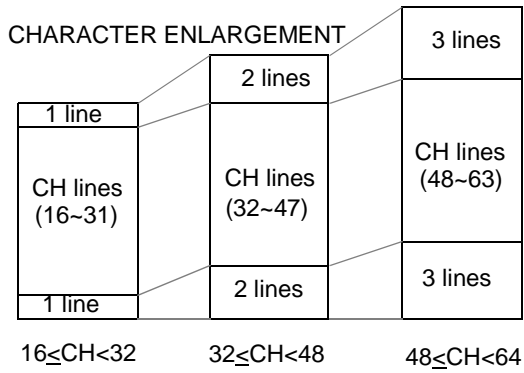 CHARACTER ENLARGEMENT
1 line
CH lines
(16~31)
1 line
16≤CH<32
2 lines
CH lines
(32~47)
2 lines
32≤CH<48
3 lines
CH lines
(48~63)
3 lines
48≤CH<64